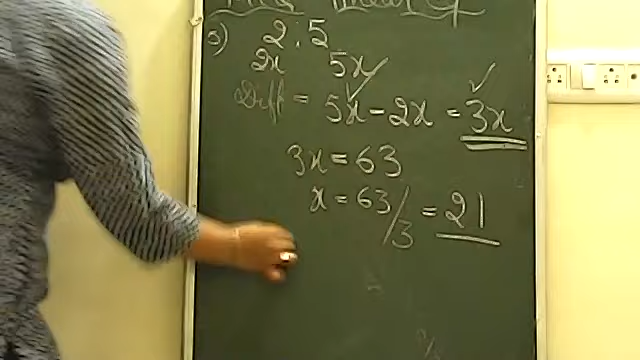 5) 2:5
2x 5x
Diff = 5x - 2x = 3x
3x = 63
x = 63/3 = 21